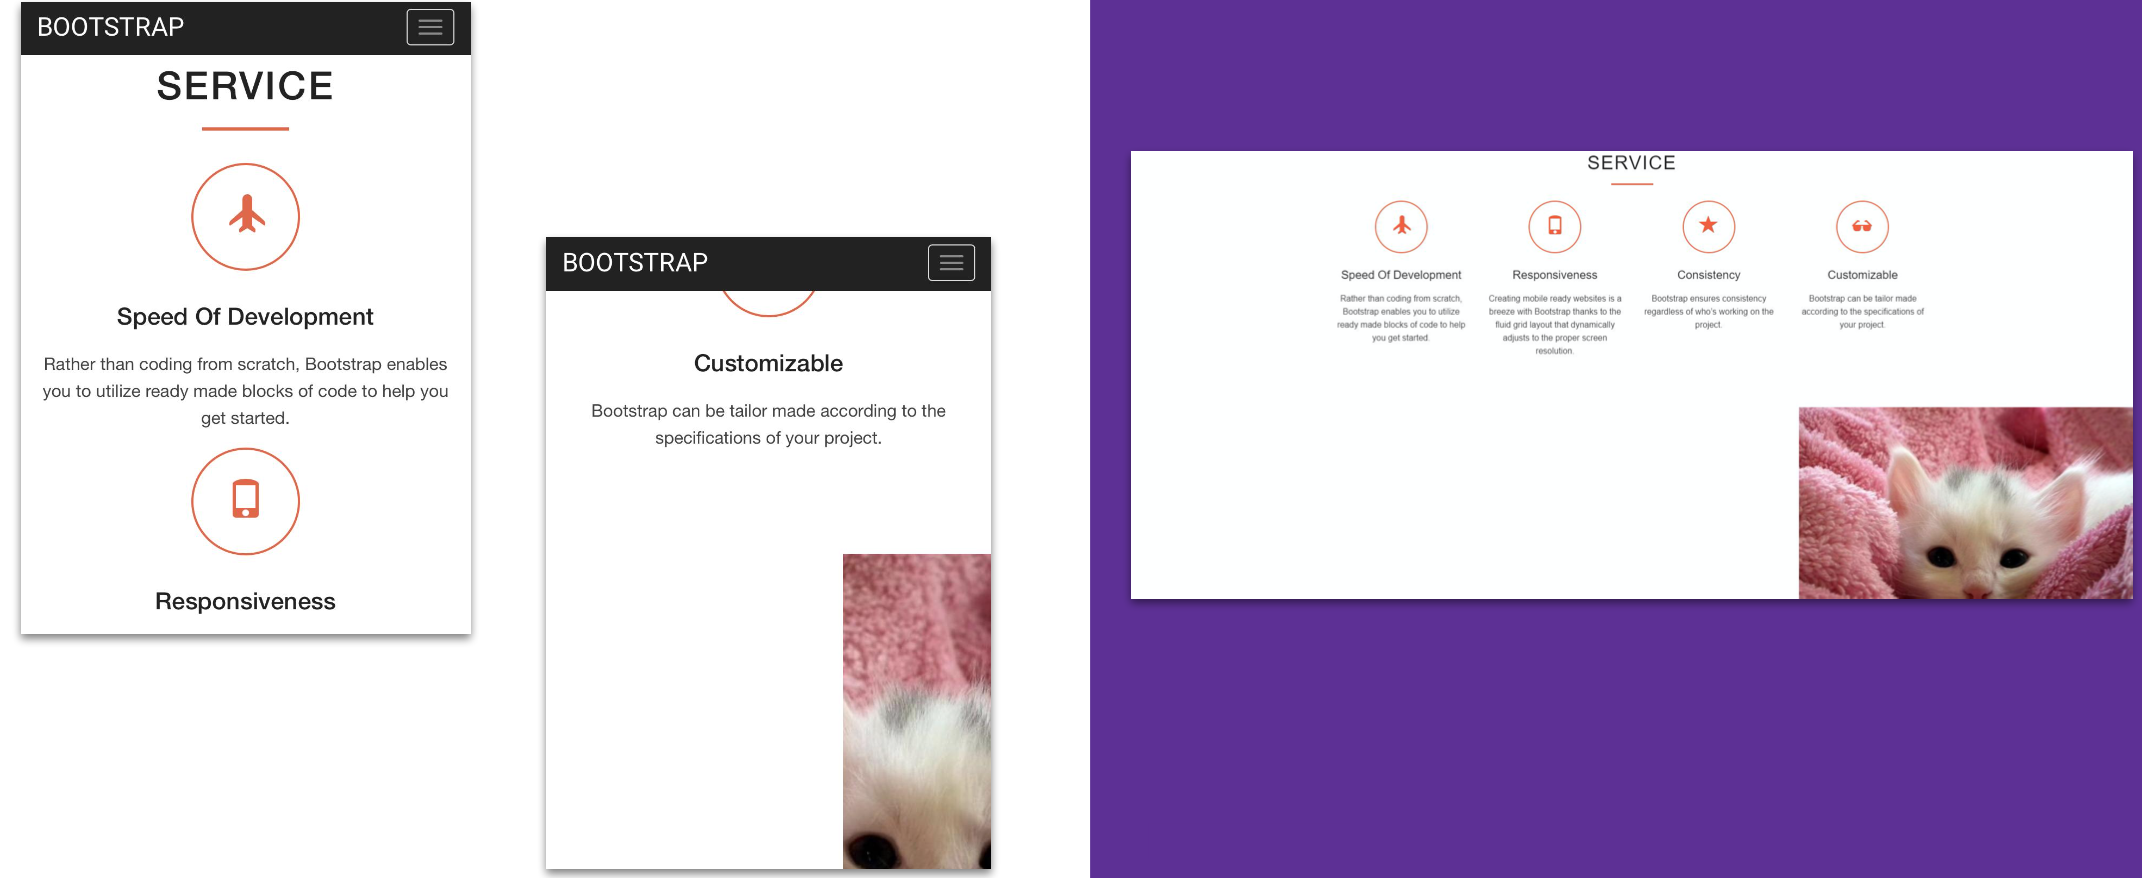 BOOTSTRAP
SERVICE
Speed Of Development
Rather than coding from scratch, Bootstrap enables
you to utilize ready made blocks of code to help you
get started.
Responsiveness
BOOTSTRAP
Customizable
Bootstrap can be tailor made according to the
specifications of your project.
SERVICE
Speed Of Development
Rather than coding from scratch,
Bootstrap enables you to utilize
ready made blocks of code to help
you get started.
Responsiveness
Creating mobile ready websites is a
breeze with Bootstrap thanks to the
fluid grid layout that dynamically
adjusts to the proper screen
resolution.
Consistency
Bootstrap ensures consistency
regardless of who's working on the
project.
Customizable
Bootstrap can be tailor made
according to the specifications of
your project.